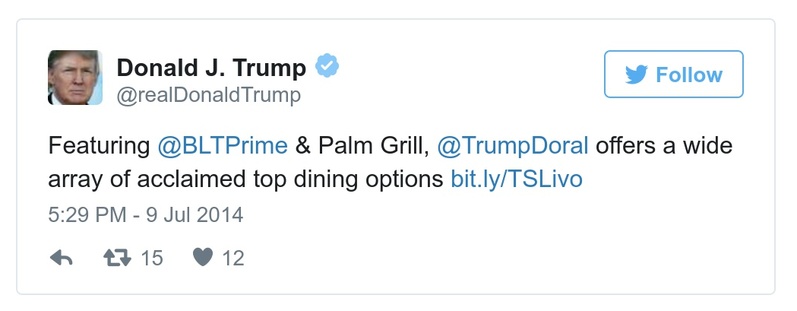 Donald J. Trump
Follow
@realDonaldTrump
Featuring @BLTPrime & Palm Grill, @TrumpDoral offers a wide
array of acclaimed top dining options bit.ly/TSLivo
5:29 PM - 9 Jul 2014
15 12